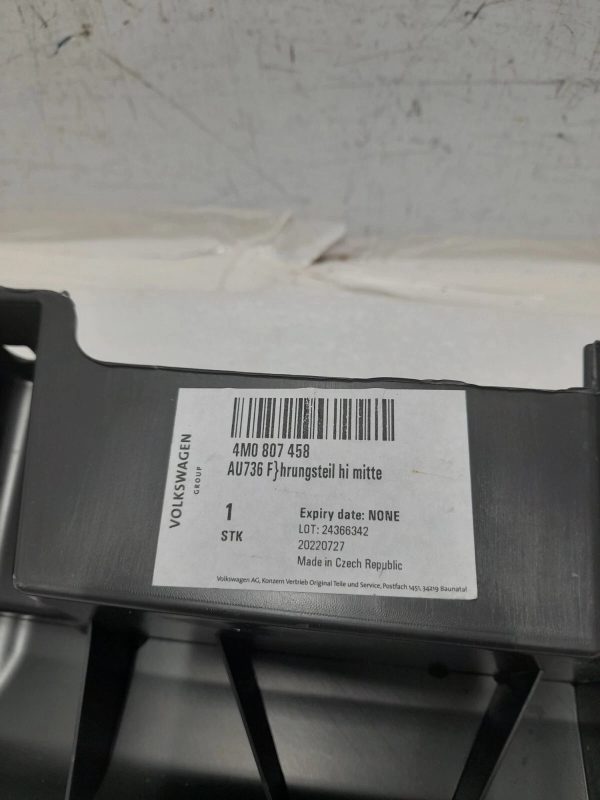 VOLKSWAGEN
GROUP
4M0 807 458
AU736 F}hrungsteil hi mitte
1
STK
Expiry date: NONE
LOT: 24366342
20220727
Made in Czech Republic
Volkswagen AG, Konzern Vertrieb Original Teile und Service, Postfach 1451, 34219 Baunatal